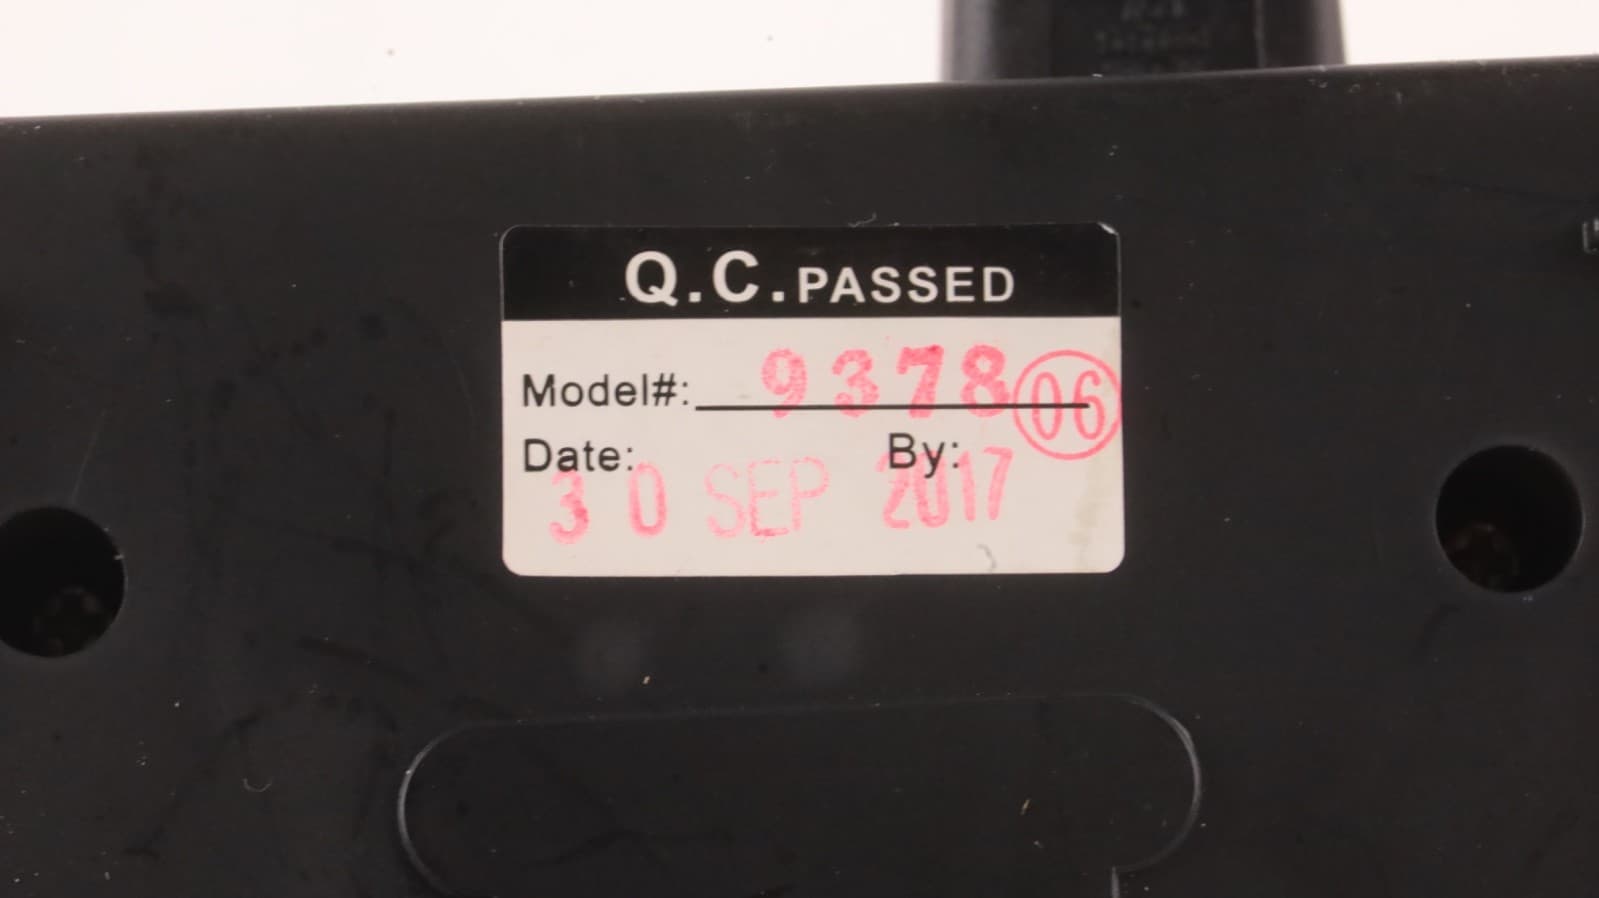 Q.C. PASSED
Model#: 9378 06
Date: By:
30 SEP 2017